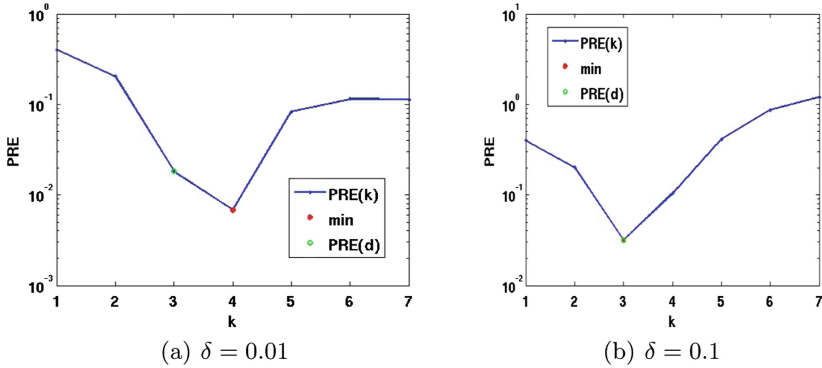 10^0
10^-1
10^-2
10^-3
PRE
1 2 3 4 5 6 7
k
PRE(k)
min
PRE(d)
(a) δ = 0.01
10^1
10^0
10^-1
10^-2
PRE
1 2 3 4 5 6 7
k
PRE(k)
min
PRE(d)
(b) δ = 0.1